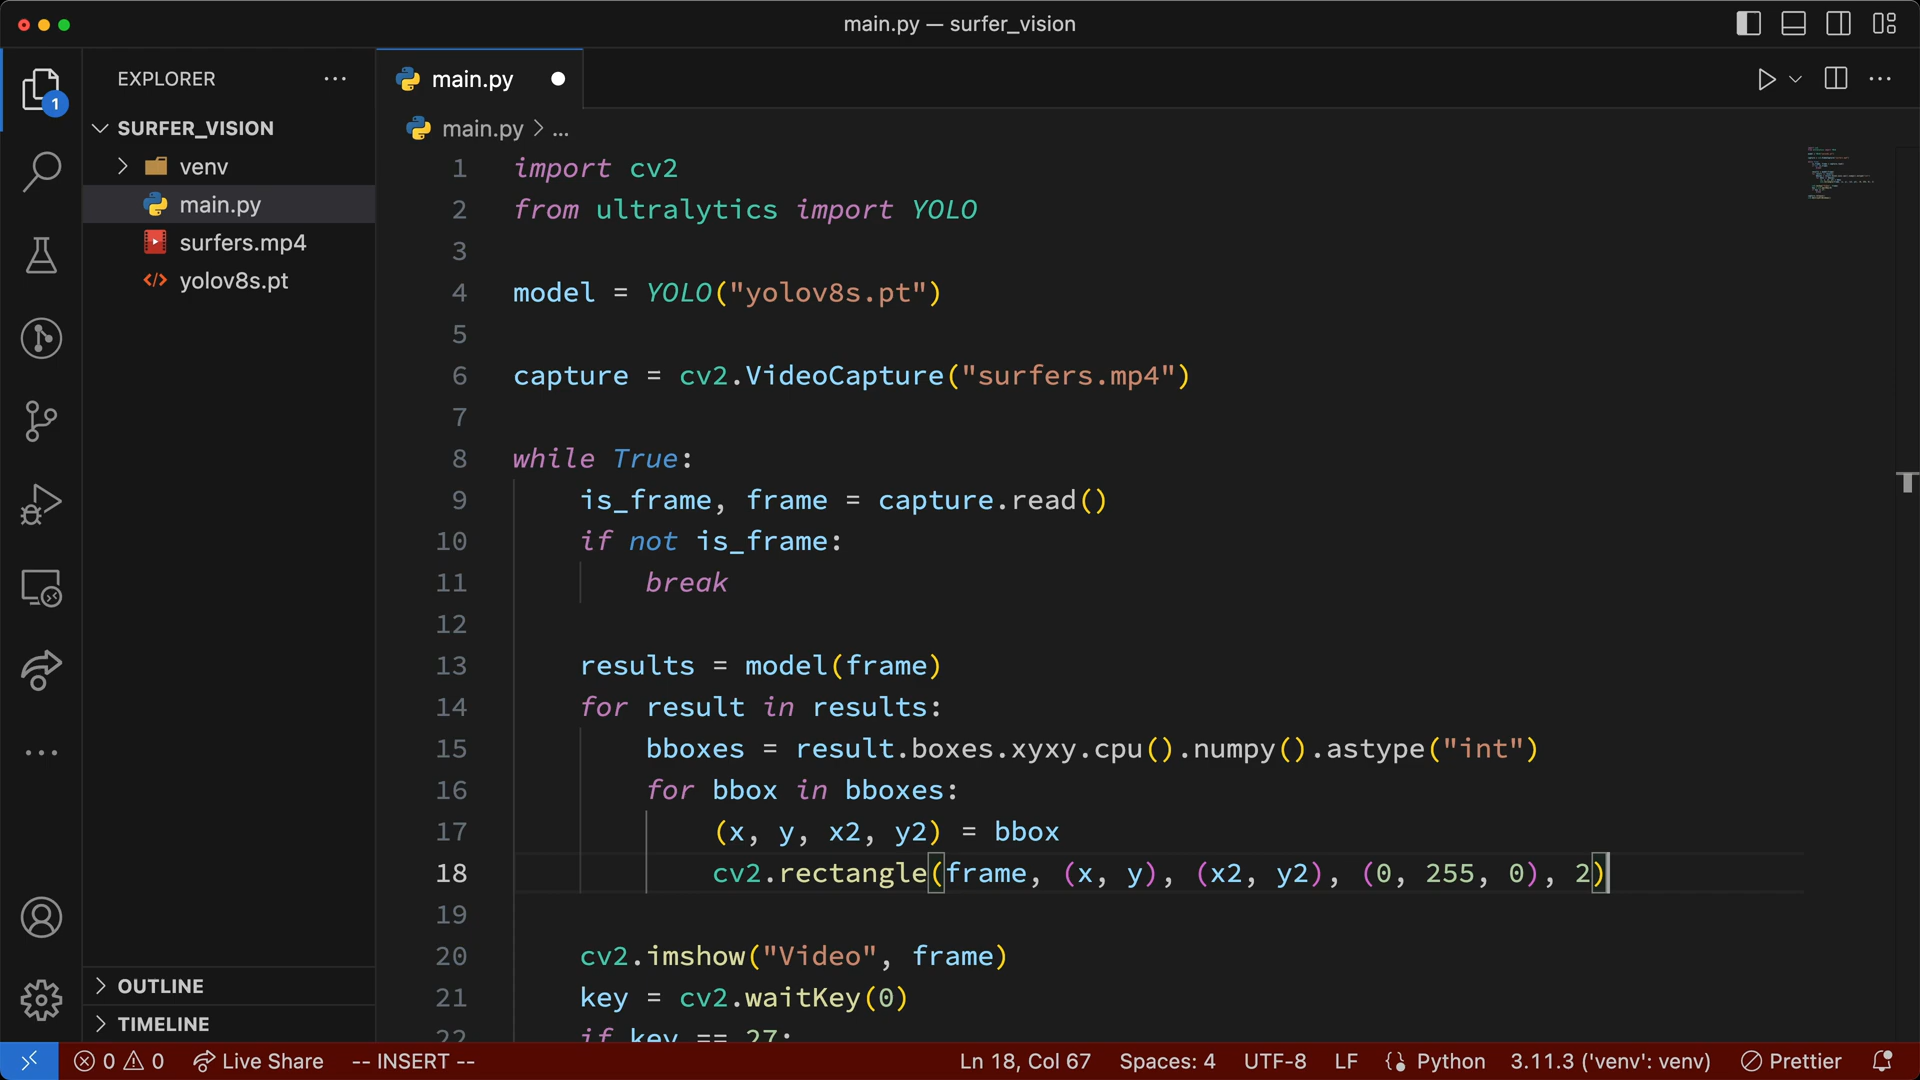 main.py — surfer_vision
EXPLORER
main.py
1
SURFER_VISION
main.py > ...
venv
main.py
surfers.mp4
yolov8s.pt
1 import cv2
2 from ultralytics import YOLO
3
4 model = YOLO("yolov8s.pt")
5
6 capture = cv2.VideoCapture("surfers.mp4")
7
8 while True:
9 is_frame, frame = capture.read()
10 if not is_frame:
11 break
12
13 results = model(frame)
14 for result in results:
15 bboxes = result.boxes.xyxy.cpu().numpy().astype("int")
16 for bbox in bboxes:
17 (x, y, x2, y2) = bbox
18 cv2.rectangle(frame, (x, y), (x2, y2), (0, 255, 0), 2)
19
20 cv2.imshow("Video", frame)
21 key = cv2.waitKey(0)
22 if key == 27:
OUTLINE
TIMELINE
0 0 Live Share -- INSERT -- Ln 18, Col 67 Spaces: 4 UTF-8 LF Python 3.11.3 ('venv': venv) Prettier